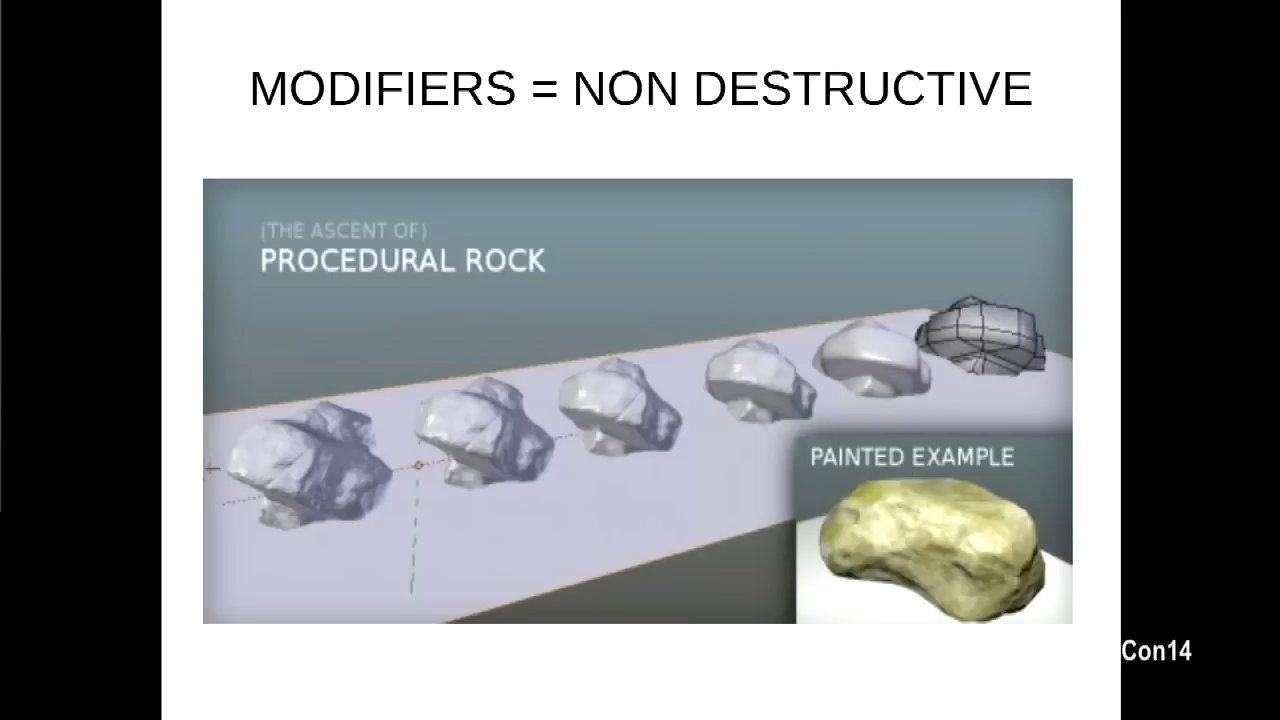 MODIFIERS = NON DESTRUCTIVE
(THE ASCENT OF)
PROCEDURAL ROCK
PAINTED EXAMPLE
Con14